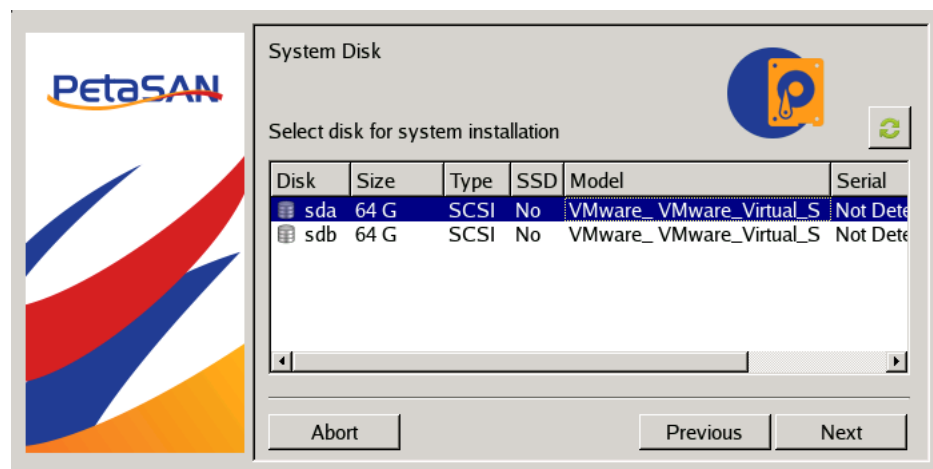 PetaSAN
System Disk
Select disk for system installation
Disk Size Type SSD Model Serial
sda 64 G SCSI No VMware_ VMware_Virtual_S Not Dete
sdb 64 G SCSI No VMware_ VMware_Virtual_S Not Dete
Abort Previous Next